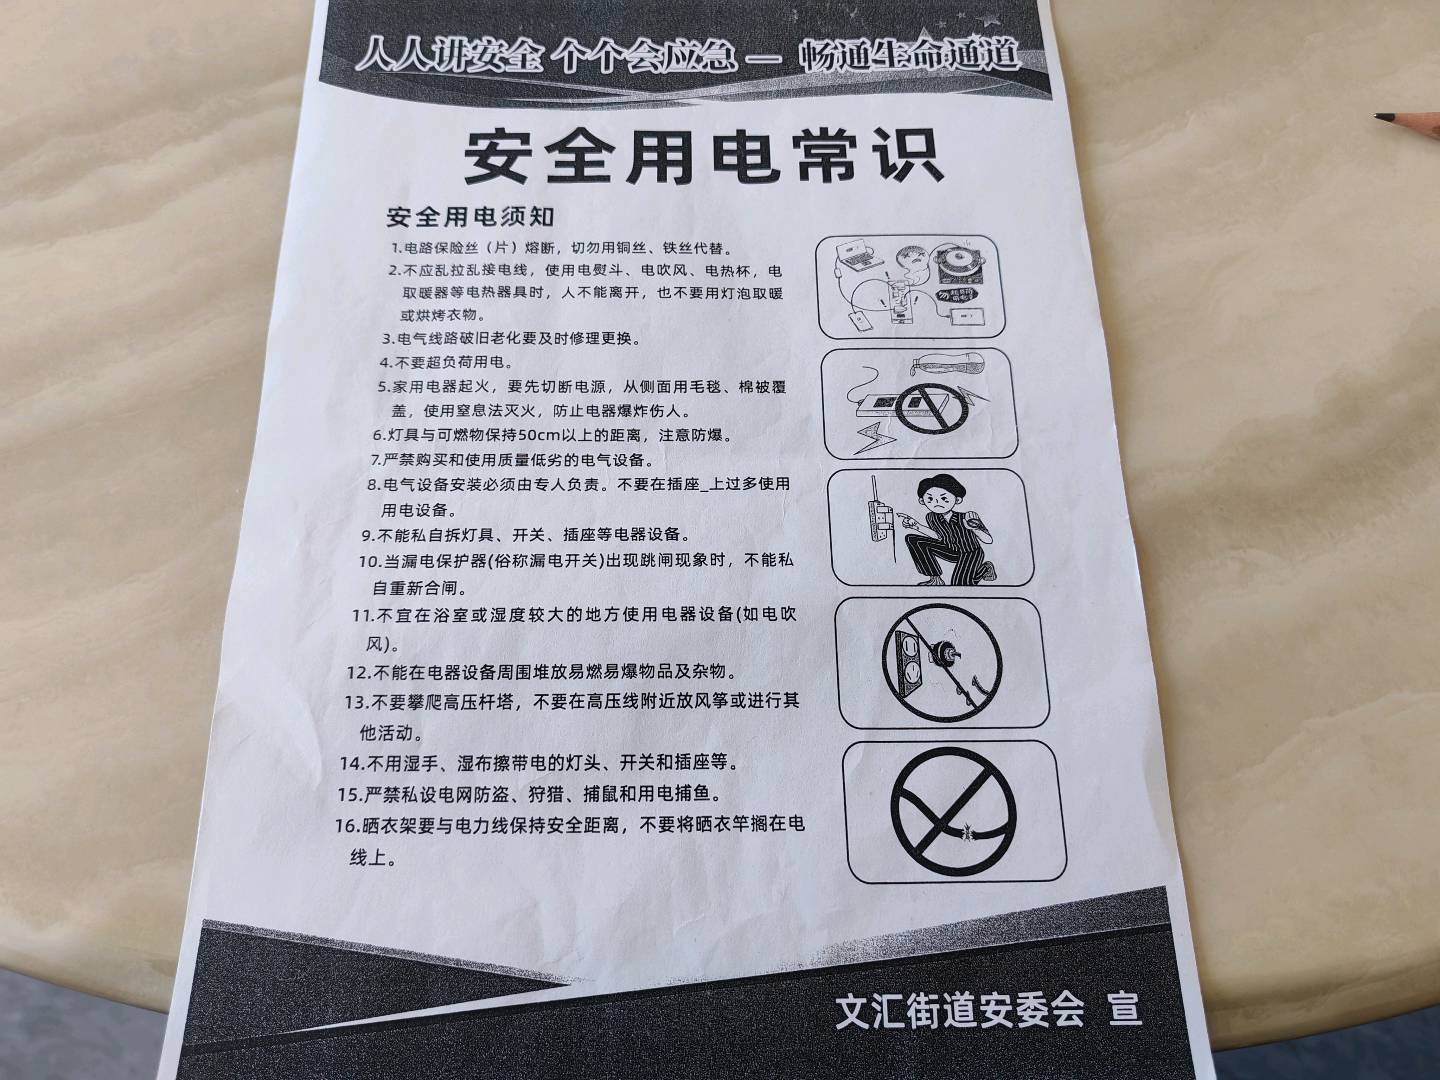 人人讲安全 个个会应急 — 畅通生命通道
安全用电常识
安全用电须知
1.电路保险丝（片）熔断，切勿用铜丝、铁丝代替。
2.不应乱拉乱接电线，使用电熨斗、电吹风、电热杯，电
取暖器等电热器具时，人不能离开，也不要用灯泡取暖
或烘烤衣物。
3.电气线路破旧老化要及时修理更换。
4.不要超负荷用电。
5.家用电器起火，要先切断电源，从侧面用毛毯、棉被覆
盖，使用窒息法灭火，防止电器爆炸伤人。
6.灯具与可燃物保持50cm以上的距离，注意防爆。
7.严禁购买和使用质量低劣的电气设备。
8.电气设备安装必须由专人负责。不要在插座_上过多使用
用电设备。
9.不能私自拆灯具、开关、插座等电器设备。
10.当漏电保护器(俗称漏电开关)出现跳闸现象时，不能私
自重新合闸。
11.不宜在浴室或湿度较大的地方使用电器设备(如电吹
风)。
12.不能在电器设备周围堆放易燃易爆物品及杂物。
13.不要攀爬高压杆塔，不要在高压线附近放风筝或进行其
他活动。
14.不用湿手、湿布擦带电的灯头、开关和插座等。
15.严禁私设电网防盗、狩猎、捕鼠和用电捕鱼。
16.晒衣架要与电力线保持安全距离，不要将晒衣竿搁在电
线上。
文汇街道安委会 宣